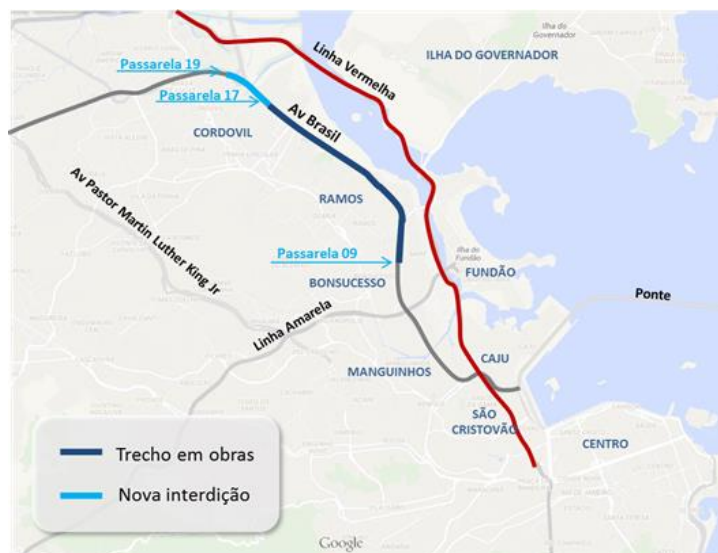 Ilha do
Governador
ILHA DO GOVERNADOR
Linha Vermelha
Passarela 19
Passarela 17
Av Brasil
CORDOVIL
Av Pastor Martin Luther King Jr
RAMOS
Passarela 09
Ilha do
Fundão
FUNDÃO
BONSUCESSO
Ponte
Linha Amarela
CAJU
MANGUINHOS
SÃO
CRISTOVÃO
CENTRO
Trecho em obras
Nova interdição
Google